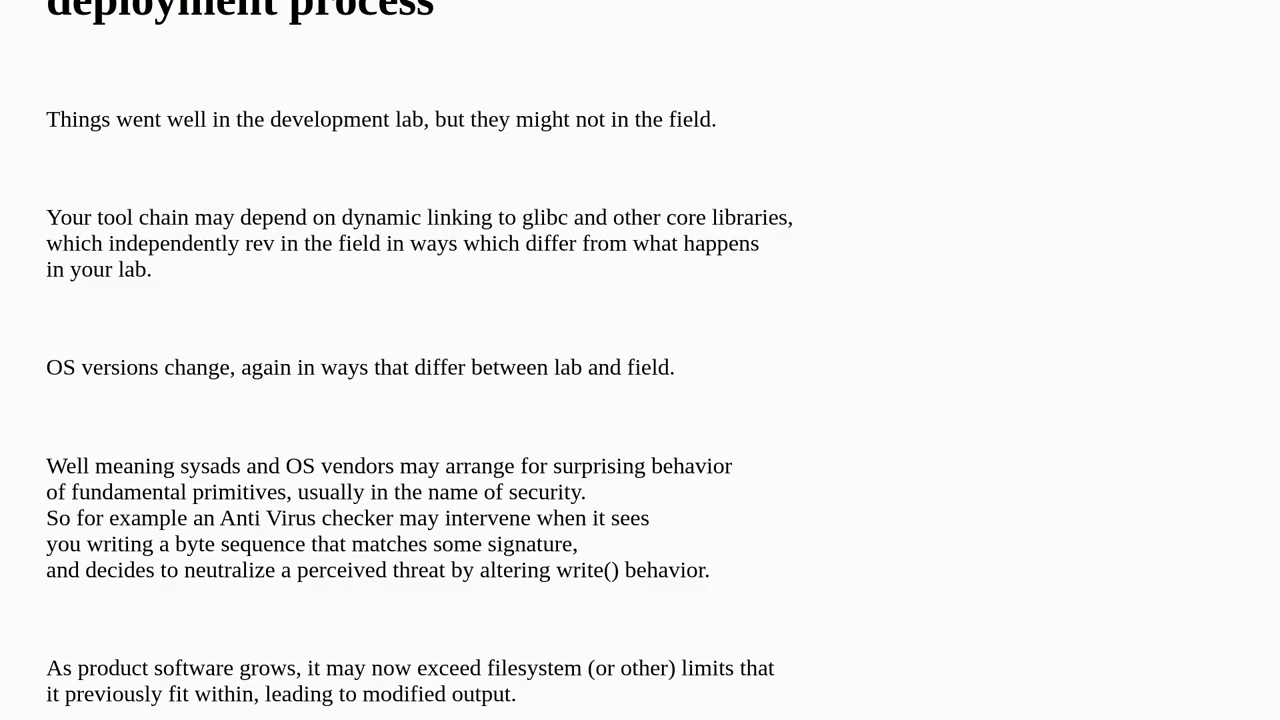 deployment process
Things went well in the development lab, but they might not in the field.
Your tool chain may depend on dynamic linking to glibc and other core libraries,
which independently rev in the field in ways which differ from what happens
in your lab.
OS versions change, again in ways that differ between lab and field.
Well meaning sysads and OS vendors may arrange for surprising behavior
of fundamental primitives, usually in the name of security.
So for example an Anti Virus checker may intervene when it sees
you writing a byte sequence that matches some signature,
and decides to neutralize a perceived threat by altering write() behavior.
As product software grows, it may now exceed filesystem (or other) limits that
it previously fit within, leading to modified output.